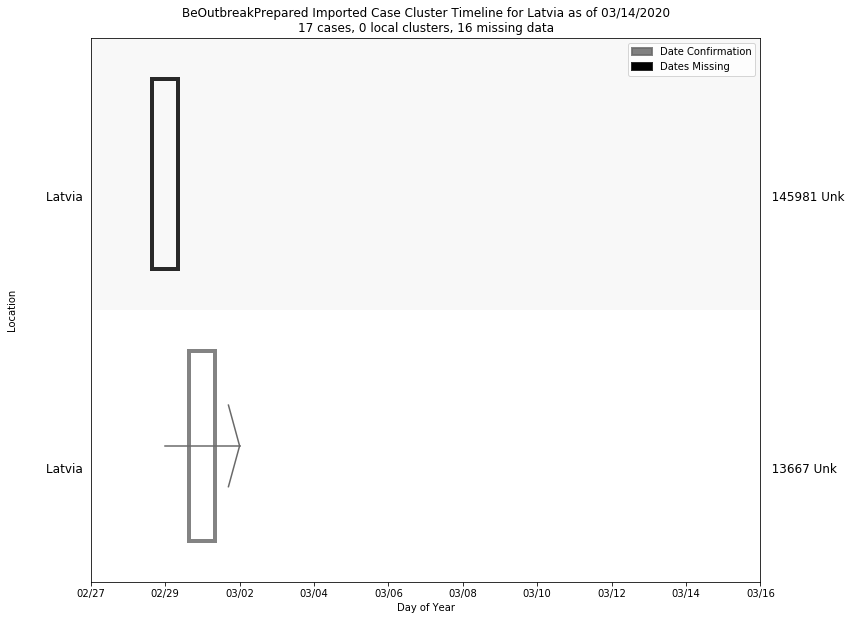 BeOutbreakPrepared Imported Case Cluster Timeline for Latvia as of 03/14/2020
17 cases, 0 local clusters, 16 missing data
Date Confirmation
Dates Missing
Latvia
145981 Unk
Location
Latvia
13667 Unk
02/27 02/29 03/02 03/04 03/06 03/08 03/10 03/12 03/14 03/16
Day of Year